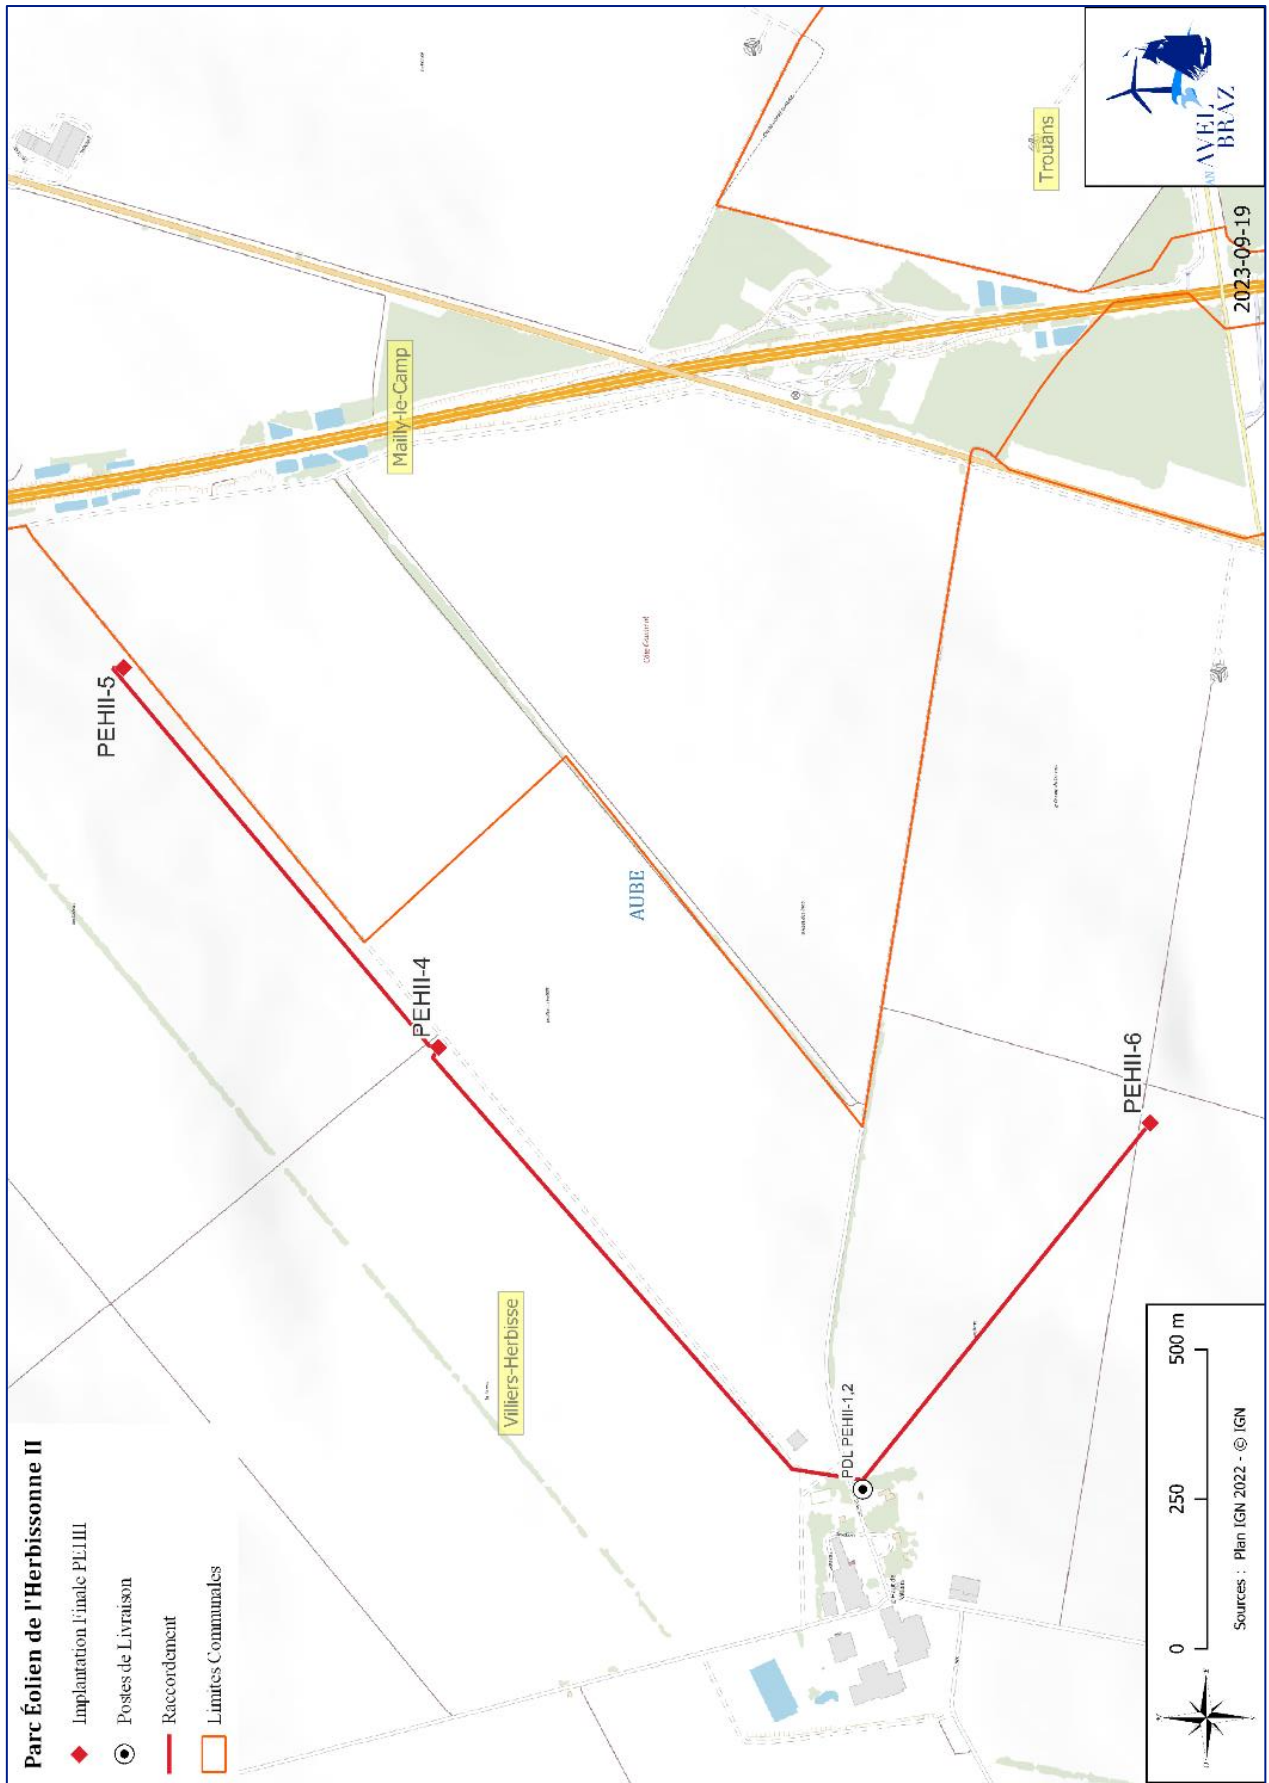 Parc Éolien de l'Herbissonne II
Implantation Finale PEHII
Postes de Livraison
Raccordement
Limites Communales
PEHII-5
Mailly-le-Camp
PEHII-4
AUBE
Villiers-Herbisse
PDL PEHII-1,2
PEHII-6
Trouans
AN AVEL
BRAZ
2023-09-19
0 250 500 m
Sources : Plan IGN 2022 - © IGN